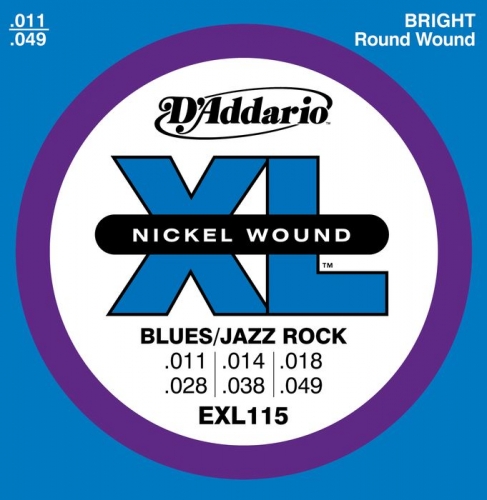 .011
.049
BRIGHT
Round Wound
D'Addario
XL
NICKEL WOUND
™
BLUES/JAZZ ROCK
.011 .014 .018
.028 .038 .049
EXL115